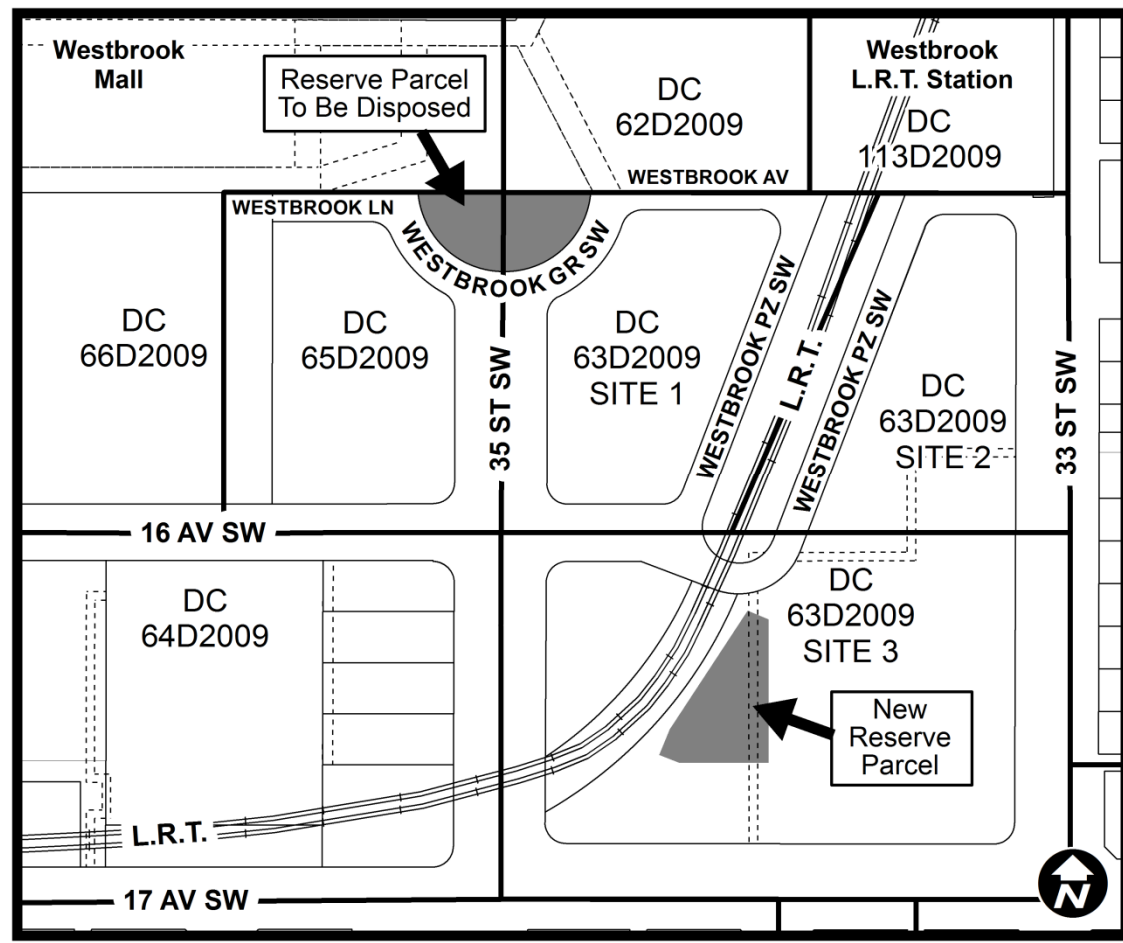 Westbrook
Mall
Reserve Parcel
To Be Disposed
Westbrook
L.R.T. Station
DC
62D2009
DC
113D2009
WESTBROOK AV
WESTBROOK LN
WESTBROOK GR SW
DC
66D2009
DC
65D2009
35 ST SW
DC
63D2009
SITE 1
WESTBROOK PZ SW
L.R.T.
WESTBROOK PZ SW
DC
63D2009
SITE 2
33 ST SW
16 AV SW
DC
64D2009
DC
63D2009
SITE 3
New
Reserve
Parcel
L.R.T.
17 AV SW
N